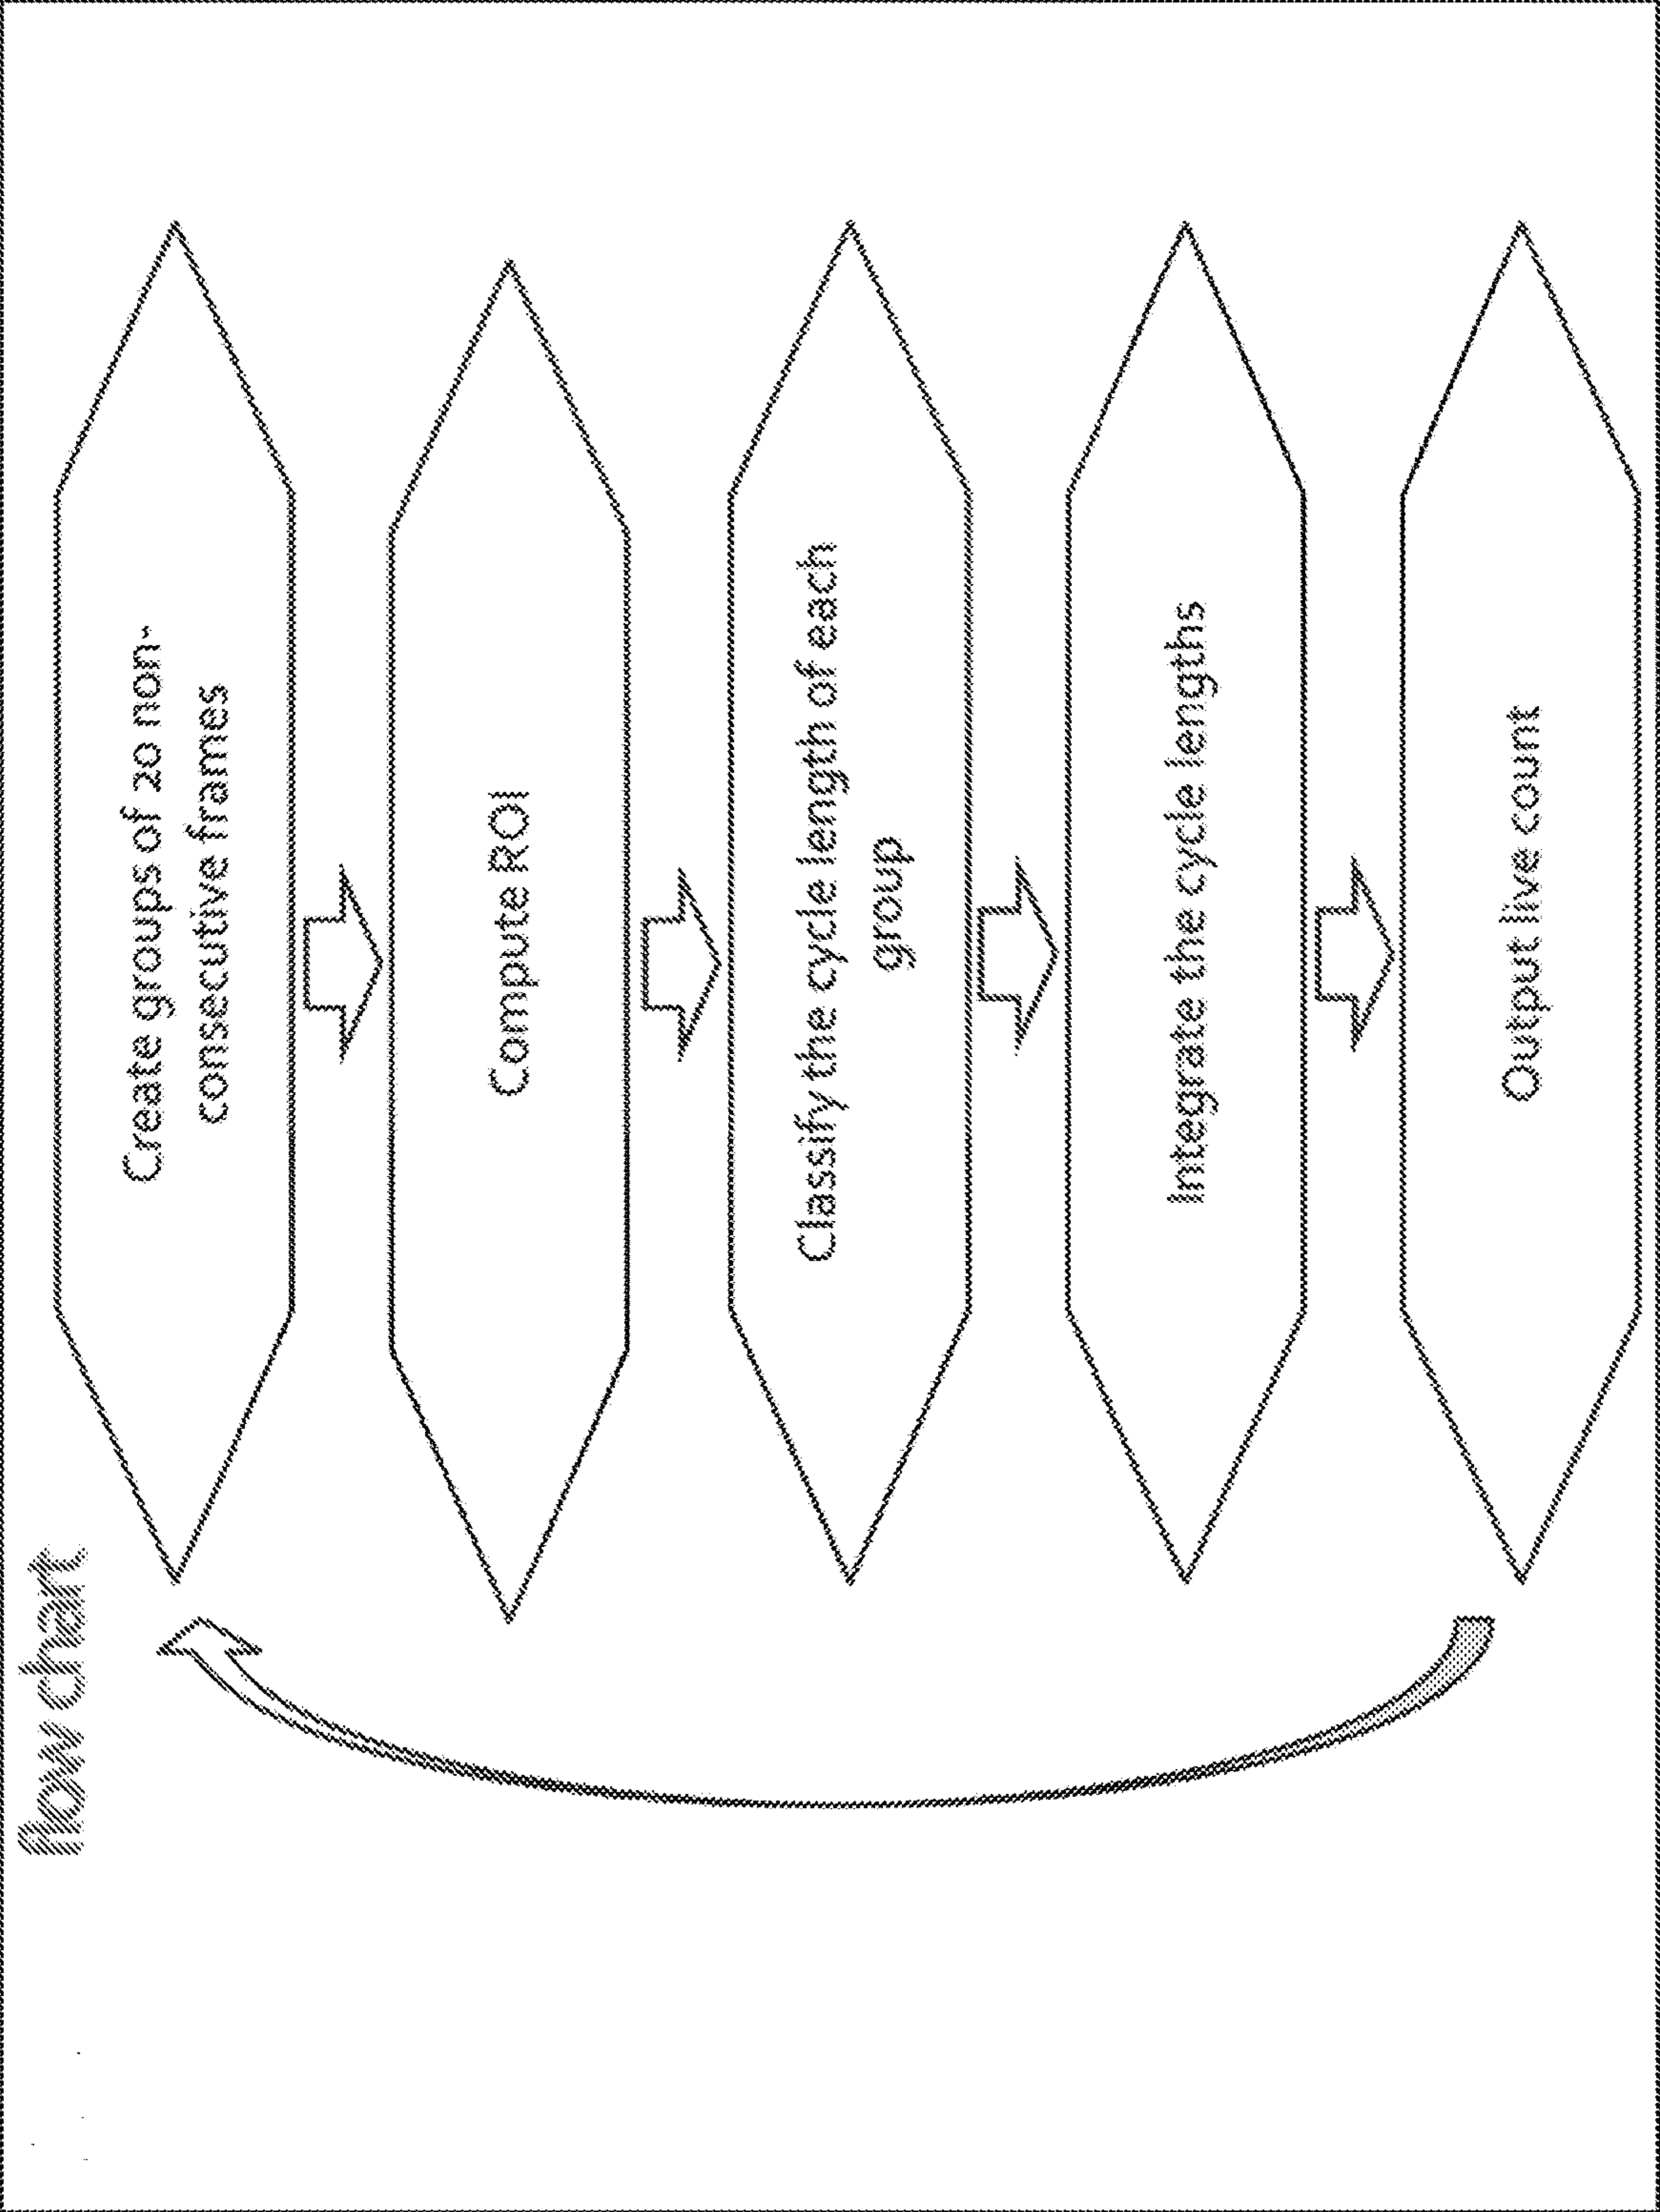 flow chart
Create groups of 20 non-
consecutive frames
Compute ROI
Classify the cycle length of each
group
Integrate the cycle lengths
Output live count